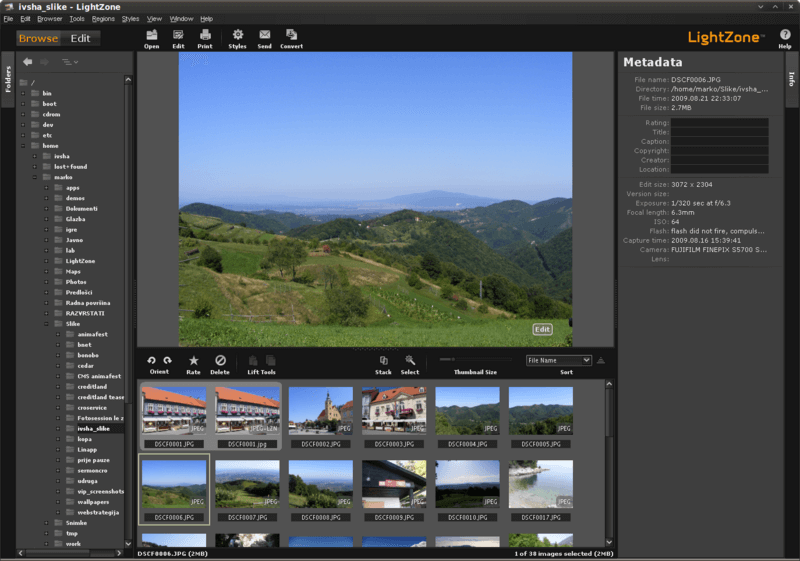 ivsha_slike - LightZone
File Edit Browser Tools Regions Styles View Window Help
Browse Edit
Open Edit Print Styles Send Convert
LightZone™
Help
Folders
/
bin
boot
cdrom
dev
etc
home
ivsha
lost+found
marko
apps
demos
Dokumenti
Glazba
igre
Javno
lab
LightZone
Maps
Photos
Predlošci
Radna površina
RAZVRSTATI
Slike
animafest
bnet
bonobo
cedar
CMS animafest
creditland
creditland tease
croservice
Fotosession le z
ivsha_slike
kopa
Linapp
prije pauze
sermoncro
udruga
vip_screenshots
wallpapers
webstrategija
Snimke
tmp
work
Edit
Metadata
Info
File name: DSCF0006.JPG
Directory: /home/marko/Slike/ivsha_...
File time: 2009.08.21 22:33:07
File size: 2.7MB
Rating:
Title:
Caption:
Copyright:
Creator:
Location:
Edit size: 3072 x 2304
Version size:
Exposure: 1/320 sec at f/6.3
Focal length: 6.3mm
ISO: 64
Flash: flash did not fire, compuls...
Capture time: 2009.08.16 15:39:41
Camera: FUJIFILM FINEPIX S5700 S...
Lens:
Orient Rate Delete Lift Tools Stack Select Thumbnail Size File Name Sort
JPEG JPEG-LZN JPEG JPEG JPEG JPEG
DSCF0001.JPG DSCF0001.jpg DSCF0002.JPG DSCF0003.JPG DSCF0004.JPG DSCF0005.JPG
JPEG JPEG JPEG JPEG JPEG JPEG
DSCF0006.JPG DSCF0007.JPG DSCF0008.JPG DSCF0009.JPG DSCF0010.JPG DSCF0017.JPG
DSCF0006.JPG (2MB)
1 of 38 images selected (2MB)